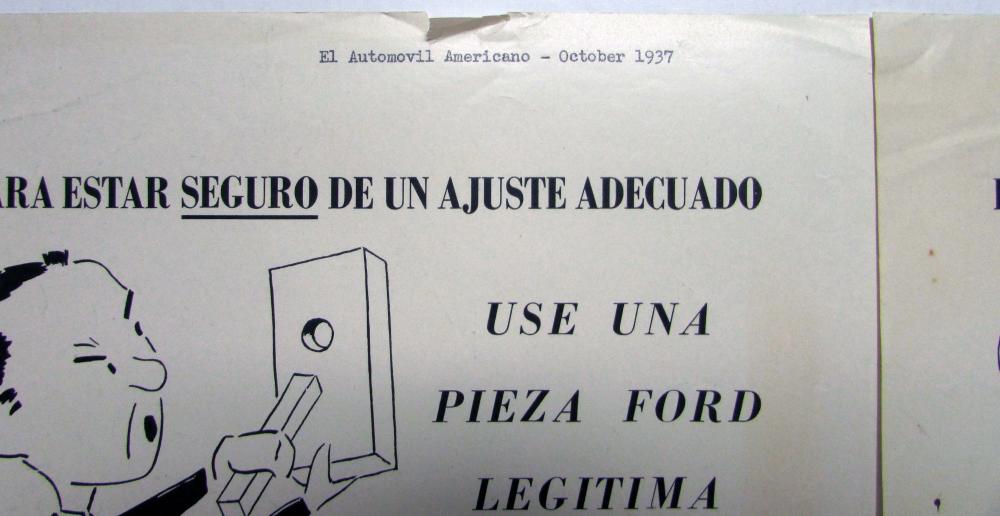 El Automovil Americano - October 1937
ARA ESTAR SEGURO DE UN AJUSTE ADECUADO
USE UNA
PIEZA FORD
LEGITIMA